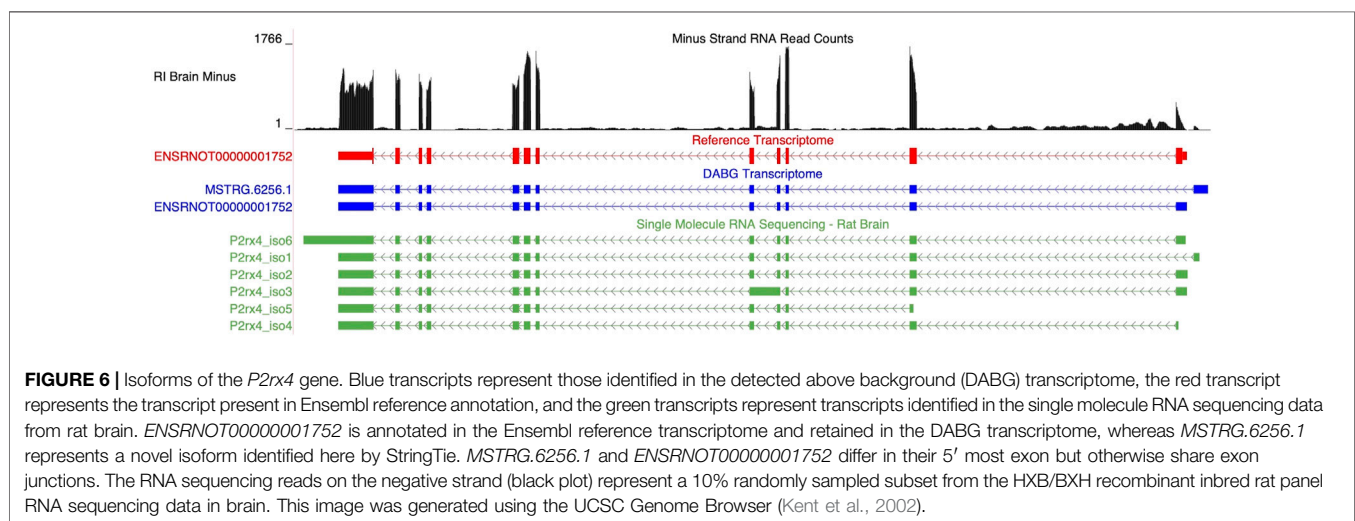 1766
Minus Strand RNA Read Counts
RI Brain Minus
1
Reference Transcriptome
ENSRNOT00000001752
DABG Transcriptome
MSTRG.6256.1
ENSRNOT00000001752
Single Molecule RNA Sequencing - Rat Brain
P2rx4_iso6
P2rx4_iso1
P2rx4_iso2
P2rx4_iso3
P2rx4_iso5
P2rx4_iso4
FIGURE 6 | Isoforms of the P2rx4 gene. Blue transcripts represent those identified in the detected above background (DABG) transcriptome, the red transcript
represents the transcript present in Ensembl reference annotation, and the green transcripts represent transcripts identified in the single molecule RNA sequencing data
from rat brain. ENSRNOT00000001752 is annotated in the Ensembl reference transcriptome and retained in the DABG transcriptome, whereas MSTRG.6256.1
represents a novel isoform identified here by StringTie. MSTRG.6256.1 and ENSRNOT00000001752 differ in their 5′ most exon but otherwise share exon
junctions. The RNA sequencing reads on the negative strand (black plot) represent a 10% randomly sampled subset from the HXB/BXH recombinant inbred rat panel
RNA sequencing data in brain. This image was generated using the UCSC Genome Browser (Kent et al., 2002).